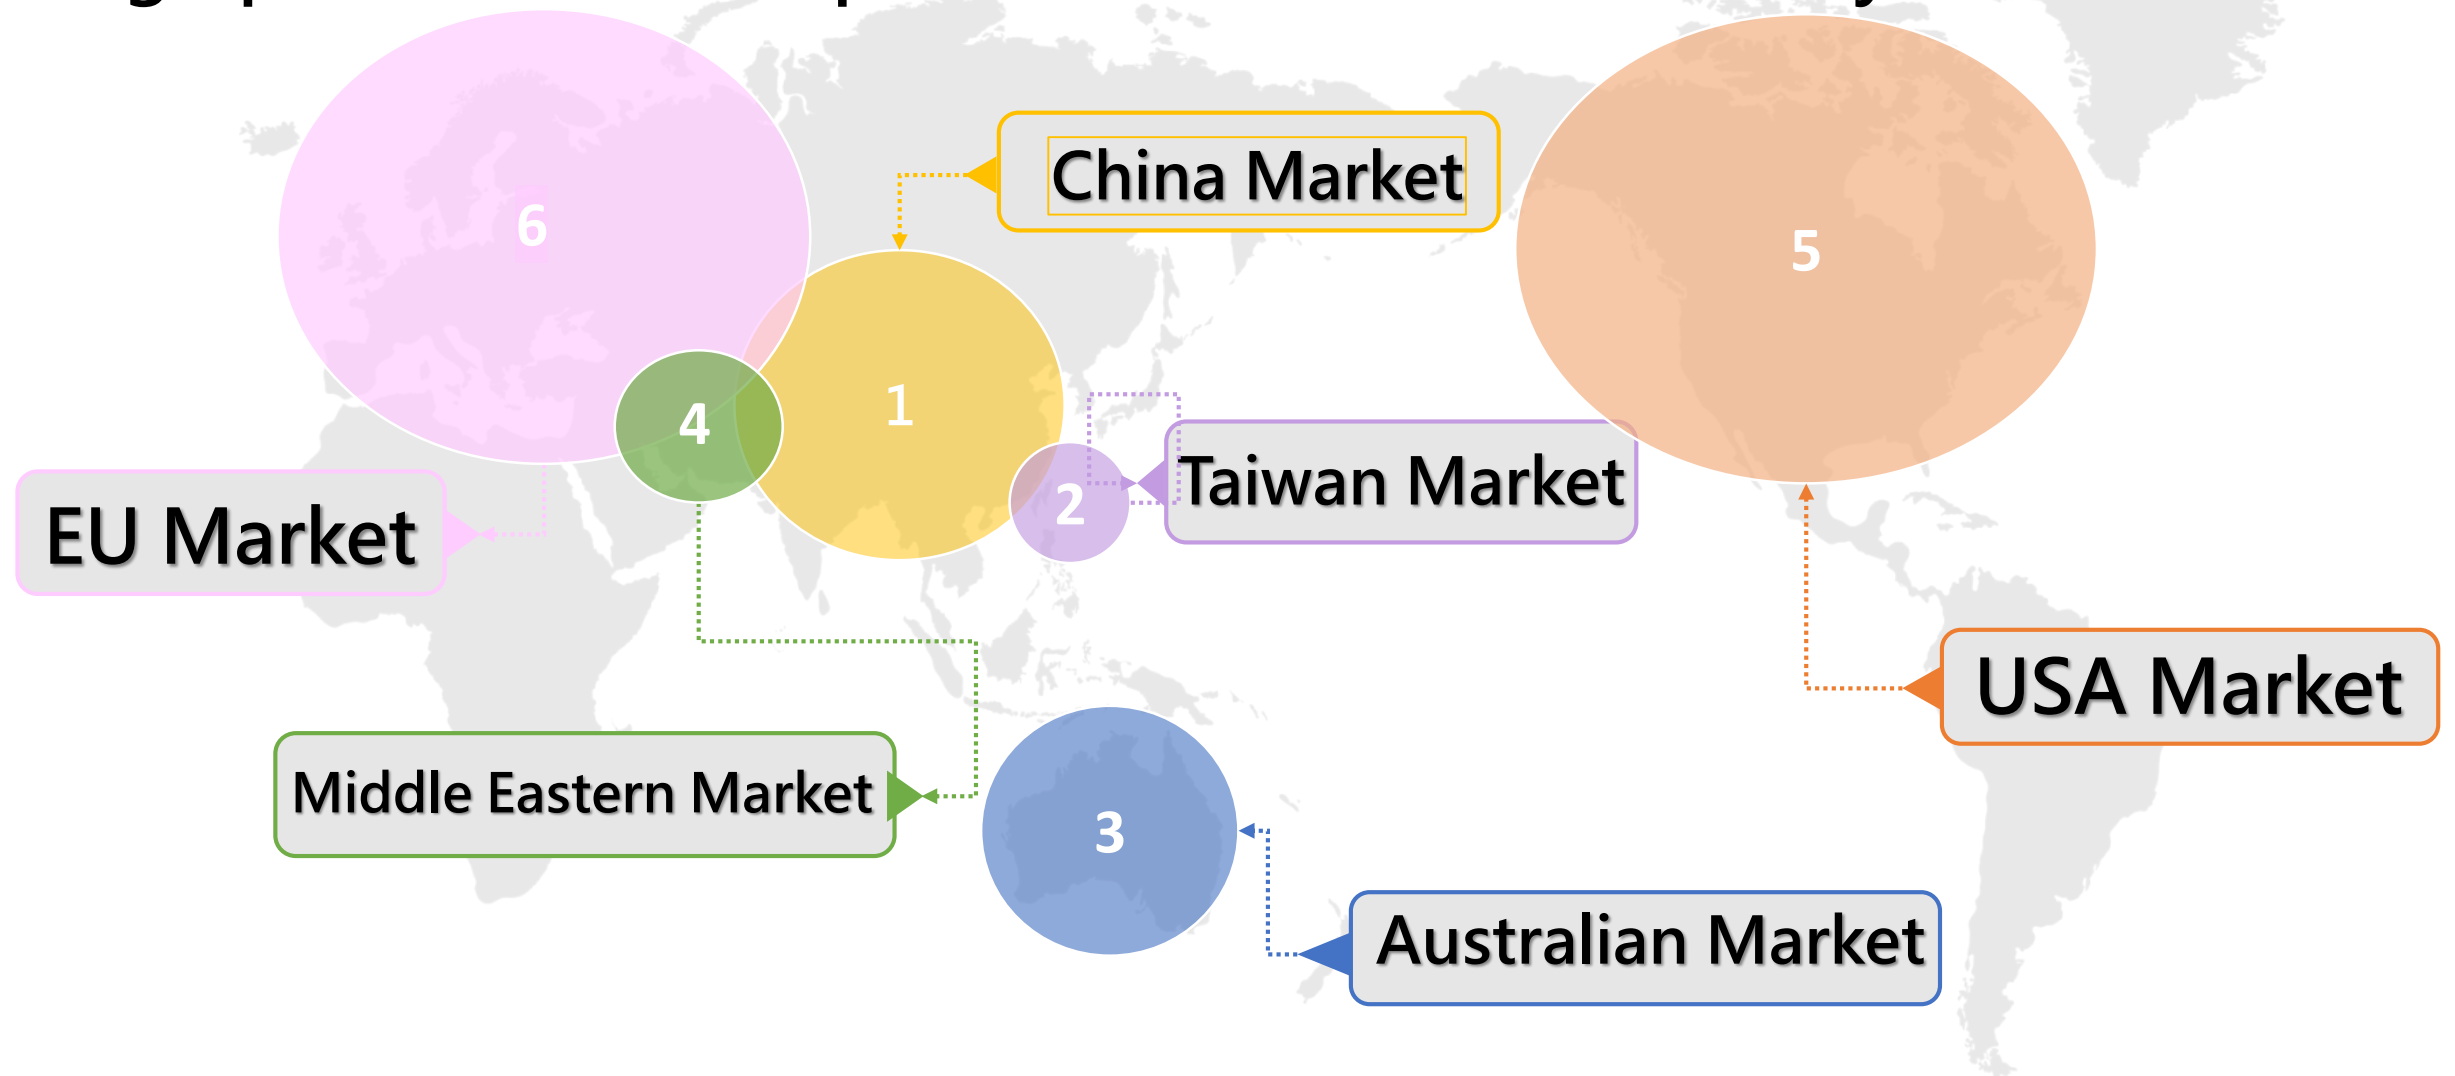 China Market
6
5
1
4
Taiwan Market
2
EU Market
USA Market
Middle Eastern Market
3
Australian Market